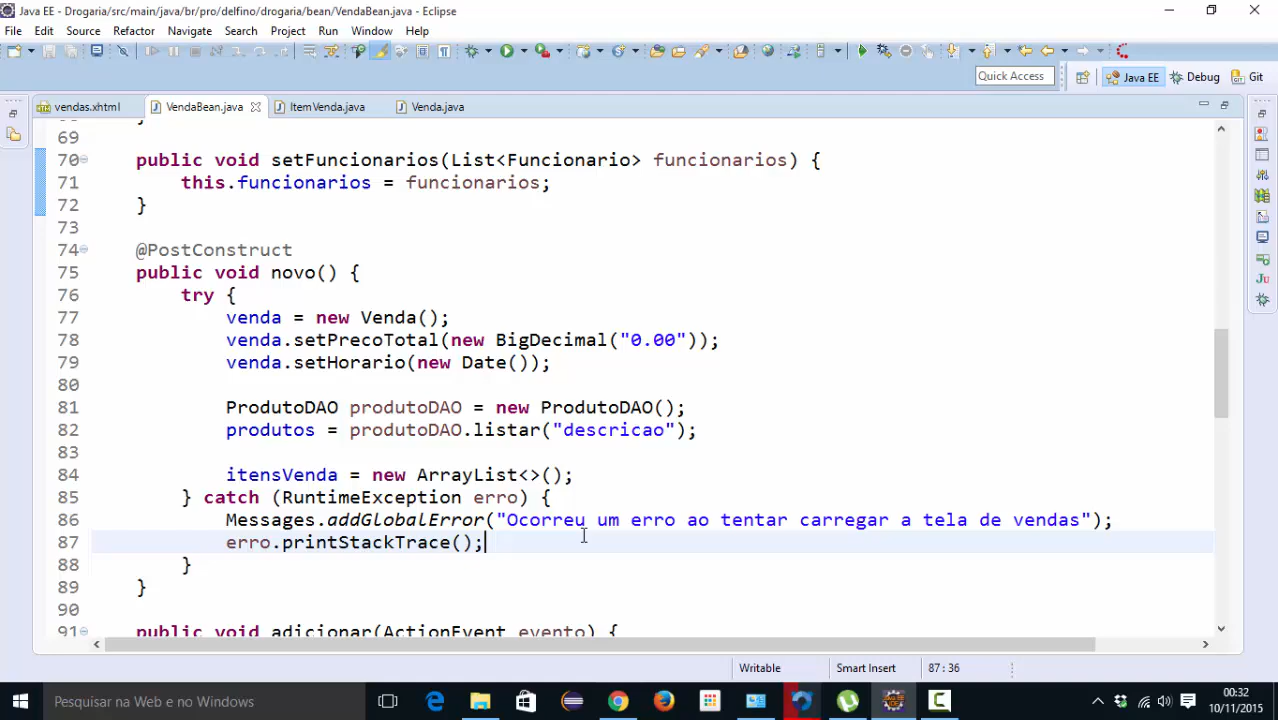 Java EE - Drogaria/src/main/java/br/pro/delfino/drogaria/bean/VendaBean.java - Eclipse
File Edit Source Refactor Navigate Search Project Run Window Help
Quick Access Java EE Debug Git
vendas.xhtml VendaBean.java ItemVenda.java Venda.java
69
70 public void setFuncionarios(List<Funcionario> funcionarios) {
71 this.funcionarios = funcionarios;
72 }
73
74 @PostConstruct
75 public void novo() {
76 try {
77 venda = new Venda();
78 venda.setPrecoTotal(new BigDecimal("0.00"));
79 venda.setHorario(new Date());
80
81 ProdutoDAO produtoDAO = new ProdutoDAO();
82 produtos = produtoDAO.listar("descricao");
83
84 itensVenda = new ArrayList<>();
85 } catch (RuntimeException erro) {
86 Messages.addGlobalError("Ocorreu um erro ao tentar carregar a tela de vendas");
87 erro.printStackTrace();
88 }
89 }
90
91 public void adicionar(ActionEvent evento) {
Writable Smart Insert 87 : 36
Pesquisar na Web e no Windows
00:32
10/11/2015